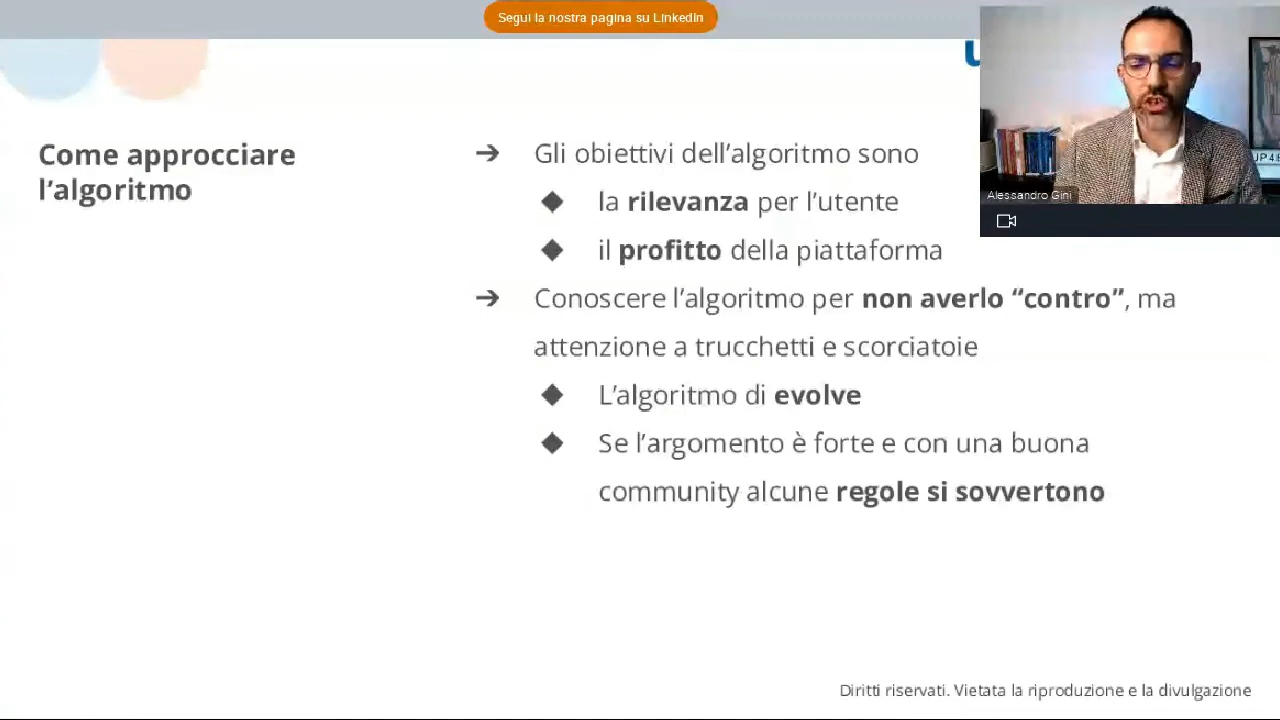 Segui la nostra pagina su LinkedIn
Come approcciare
l'algoritmo
➔ Gli obiettivi dell'algoritmo sono
◆ la rilevanza per l'utente
◆ il profitto della piattaforma
➔ Conoscere l'algoritmo per non averlo “contro”, ma
attenzione a trucchetti e scorciatoie
◆ L'algoritmo di evolve
◆ Se l'argomento è forte e con una buona
community alcune regole si sovvertono
Alessandro Gini
Diritti riservati. Vietata la riproduzione e la divulgazione